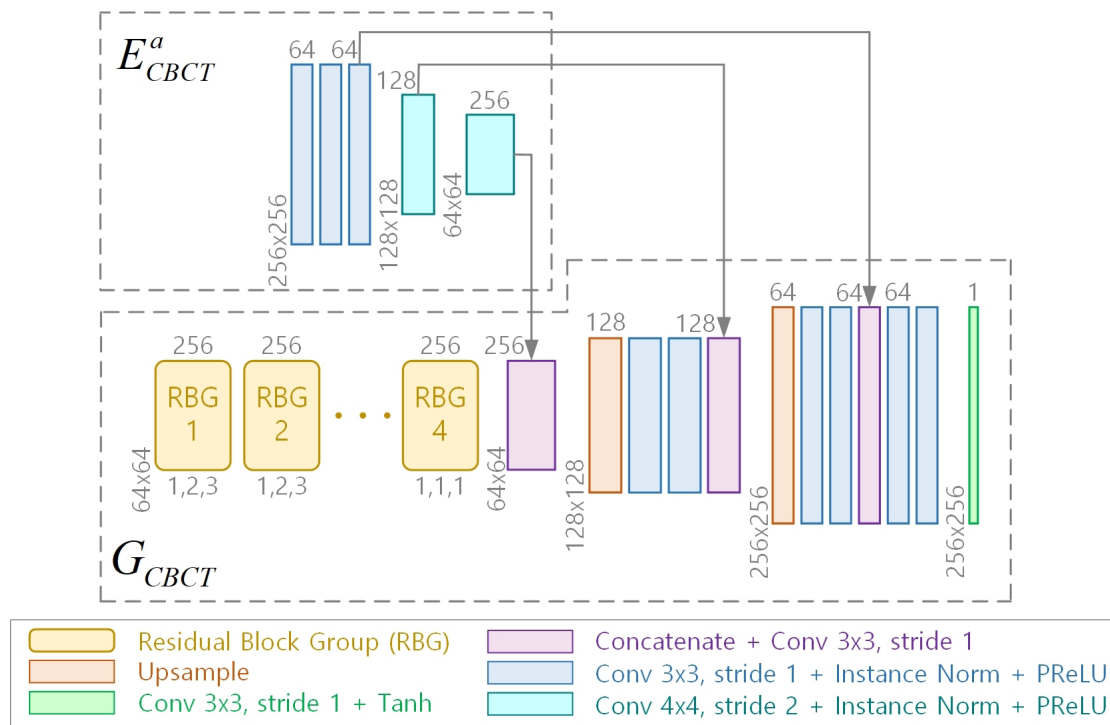 E^a_CBCT
64 64
128
256
256x256
128x128
64x64
256 256 256 256
RBG 1
RBG 2
. . .
RBG 4
1,2,3 1,2,3 1,1,1
64x64
64x64
128 128
128x128
64 64 64 1
256x256
256x256
G_CBCT
Residual Block Group (RBG)
Upsample
Conv 3x3, stride 1 + Tanh
Concatenate + Conv 3x3, stride 1
Conv 3x3, stride 1 + Instance Norm + PReLU
Conv 4x4, stride 2 + Instance Norm + PReLU